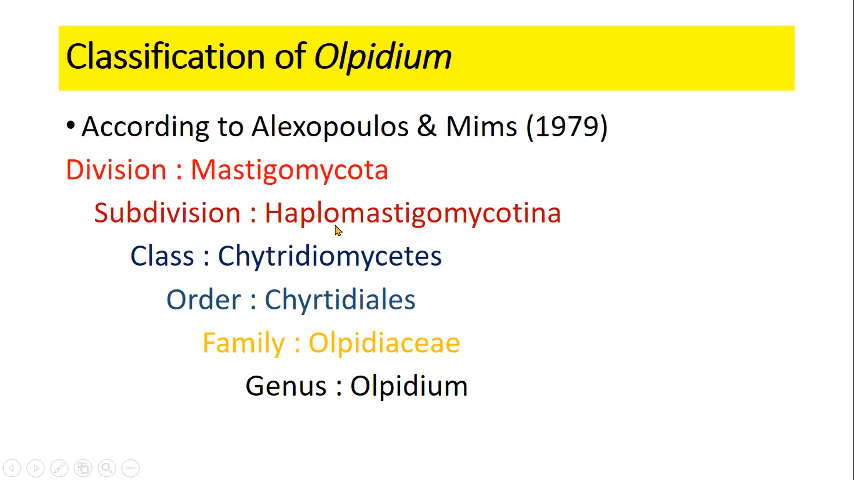 Classification of Olpidium
• According to Alexopoulos & Mims (1979)
Division : Mastigomycota
Subdivision : Haplomastigomycotina
Class : Chytridiomycetes
Order : Chyrtidiales
Family : Olpidiaceae
Genus : Olpidium